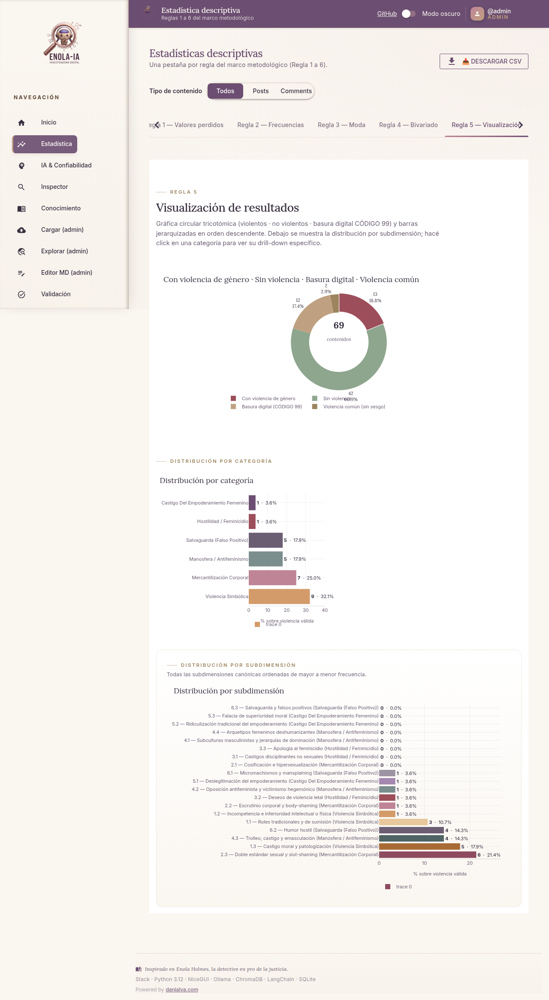 ENOLA-IA
INVESTIGADORA DIGITAL
NAVEGACIÓN
Inicio
Estadística
IA & Confiabilidad
Inspector
Conocimiento
Cargar (admin)
Explorar (admin)
Editor MD (admin)
Validación
Estadística descriptiva
Reglas 1 a 6 del marco metodológico
GitHub
Modo oscuro
@admin
ADMIN
Estadísticas descriptivas
Una pestaña por regla del marco metodológico (Regla 1 a 6).
📥 DESCARGAR CSV
Tipo de contenido
Todos
Posts
Comments
egla 1 — Valores perdidos
Regla 2 — Frecuencias
Regla 3 — Moda
Regla 4 — Bivariado
Regla 5 — Visualización
REGLA 5
Visualización de resultados
Gráfica circular tricotómica (violentos · no violentos · basura digital CÓDIGO 99) y barras
jerarquizadas en orden descendente. Debajo se muestra la distribución por subdimensión; hacé
click en una categoría para ver su drill-down específico.
Con violencia de género · Sin violencia · Basura digital · Violencia común
2
2.9%
13
18.8%
12
17.4%
69
contenidos
42
60.9%
Con violencia de género
Sin violencia
Basura digital (CÓDIGO 99)
Violencia común (sin sesgo)
DISTRIBUCIÓN POR CATEGORÍA
Distribución por categoría
Castigo Del Empoderamiento Femenino 1 · 3.6%
Hostilidad / Feminicidio 1 · 3.6%
Salvaguarda (Falso Positivo) 5 · 17.9%
Manosfera / Antifeminismo 5 · 17.9%
Mercantilización Corporal 7 · 25.0%
Violencia Simbólica 9 · 32.1%
0 10 20 30 40
% sobre violencia válida
trace 0
DISTRIBUCIÓN POR SUBDIMENSIÓN
Todas las subdimensiones canónicas ordenadas de mayor a menor frecuencia.
Distribución por subdimensión
6.3 — Salvaguarda y falsos positivos (Salvaguarda (Falso Positivo)) 0 · 0.0%
5.3 — Falacia de superioridad moral (Castigo Del Empoderamiento Femenino) 0 · 0.0%
5.2 — Ridiculización tradicional del empoderamiento (Castigo Del Empoderamiento Femenino) 0 · 0.0%
4.4 — Arquetipos femeninos deshumanizantes (Manosfera / Antifeminismo) 0 · 0.0%
4.1 — Subculturas masculinistas y jerarquías de dominación (Manosfera / Antifeminismo) 0 · 0.0%
3.3 — Apología al feminicidio (Hostilidad / Feminicidio) 0 · 0.0%
3.1 — Castigos disciplinantes no sexuales (Hostilidad / Feminicidio) 0 · 0.0%
2.1 — Cosificación e hipersexualización (Mercantilización Corporal) 0 · 0.0%
6.1 — Micromachismos y mansplaining (Salvaguarda (Falso Positivo)) 1 · 3.6%
5.1 — Deslegitimación del empoderamiento (Castigo Del Empoderamiento Femenino) 1 · 3.6%
4.2 — Oposición antifeminista y victimismo hegemónico (Manosfera / Antifeminismo) 1 · 3.6%
3.2 — Deseos de violencia letal (Hostilidad / Feminicidio) 1 · 3.6%
2.2 — Escrutinio corporal y body-shaming (Mercantilización Corporal) 1 · 3.6%
1.2 — Incompetencia e inferioridad intelectual o física (Violencia Simbólica) 1 · 3.6%
1.1 — Roles tradicionales y de sumisión (Violencia Simbólica) 3 · 10.7%
6.2 — Humor hostil (Salvaguarda (Falso Positivo)) 4 · 14.3%
4.3 — Trolleo, castigo y emasculación (Manosfera / Antifeminismo) 4 · 14.3%
1.3 — Castigo moral y patologización (Violencia Simbólica) 5 · 17.9%
2.3 — Doble estándar sexual y slut-shaming (Mercantilización Corporal) 6 · 21.4%
0 10 20
% sobre violencia válida
trace 0
Inspirado en Enola Holmes, la detective en pro de la justicia.
Stack · Python 3.12 · NiceGUI · Ollama · ChromaDB · LangChain · SQLite
Powered by danialva.com